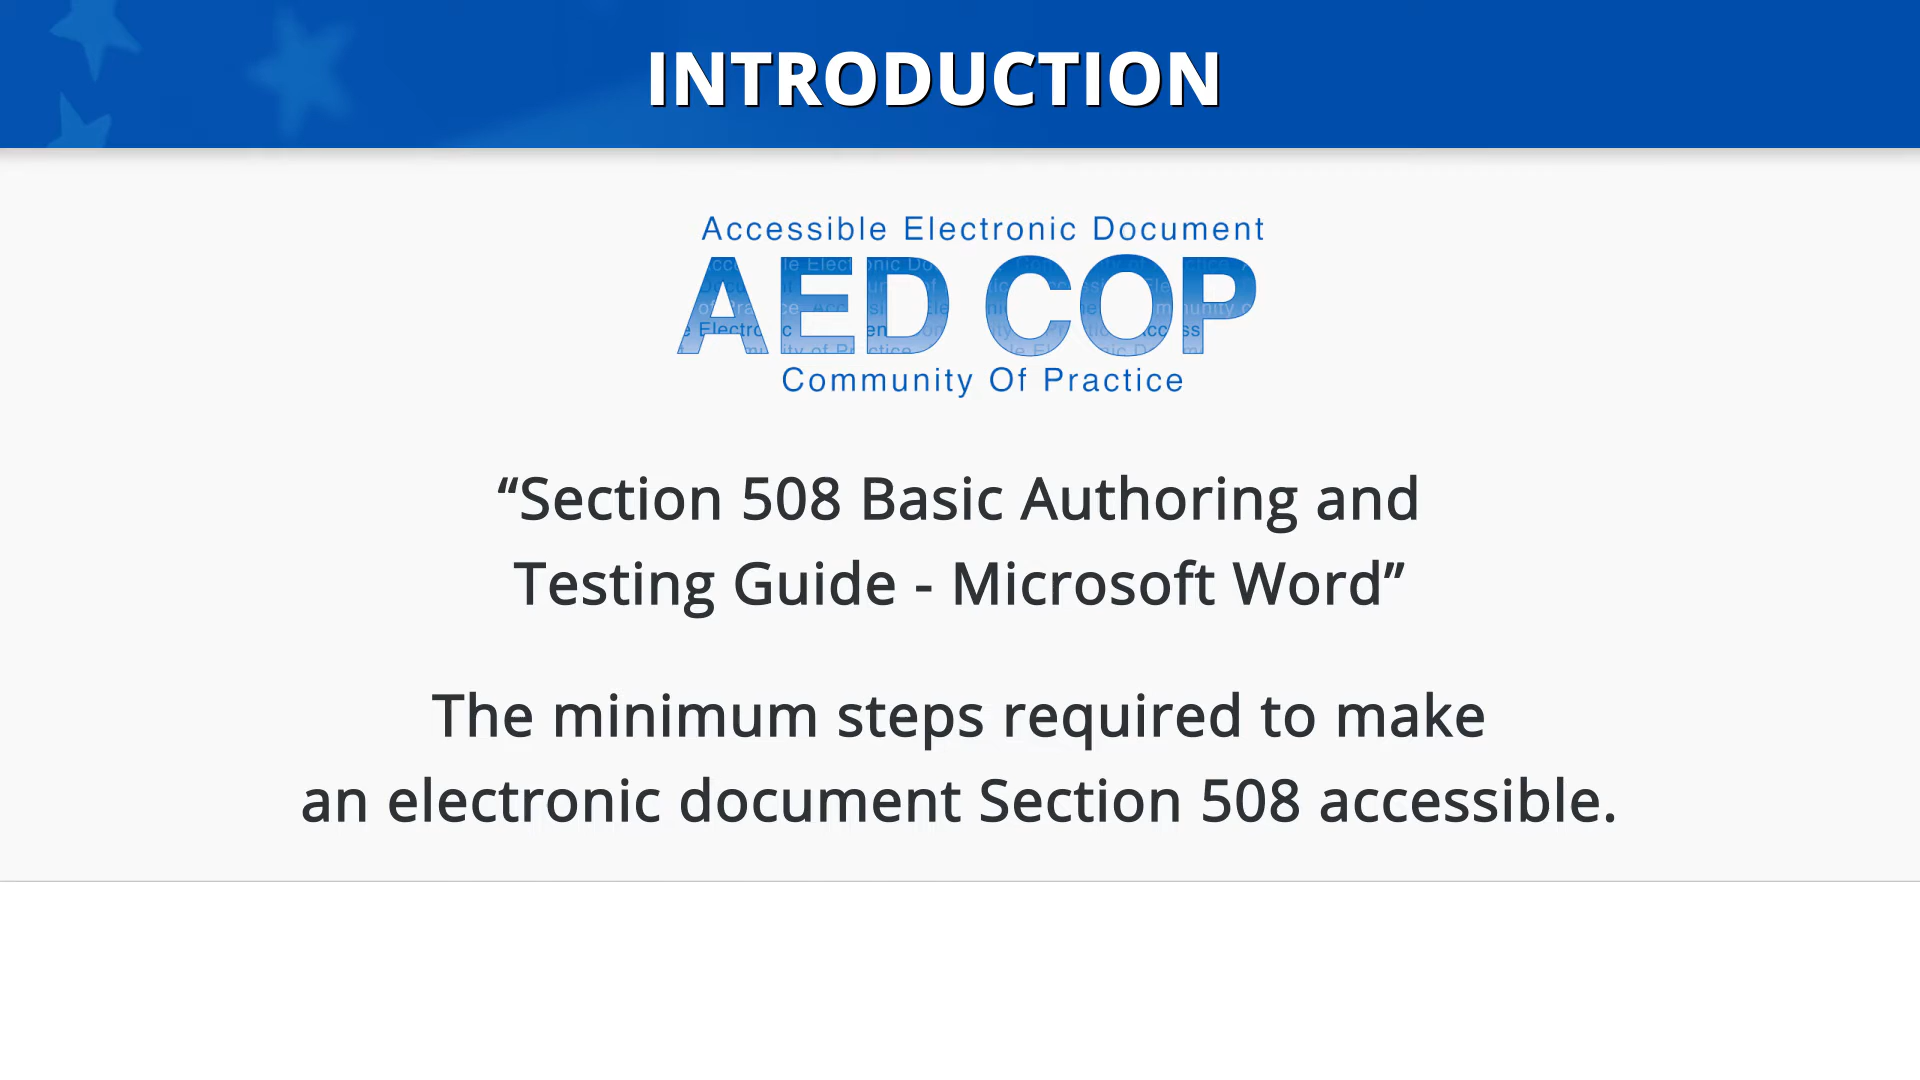 INTRODUCTION
Accessible Electronic Document
AED COP
Community Of Practice
“Section 508 Basic Authoring and
Testing Guide - Microsoft Word”
The minimum steps required to make
an electronic document Section 508 accessible.